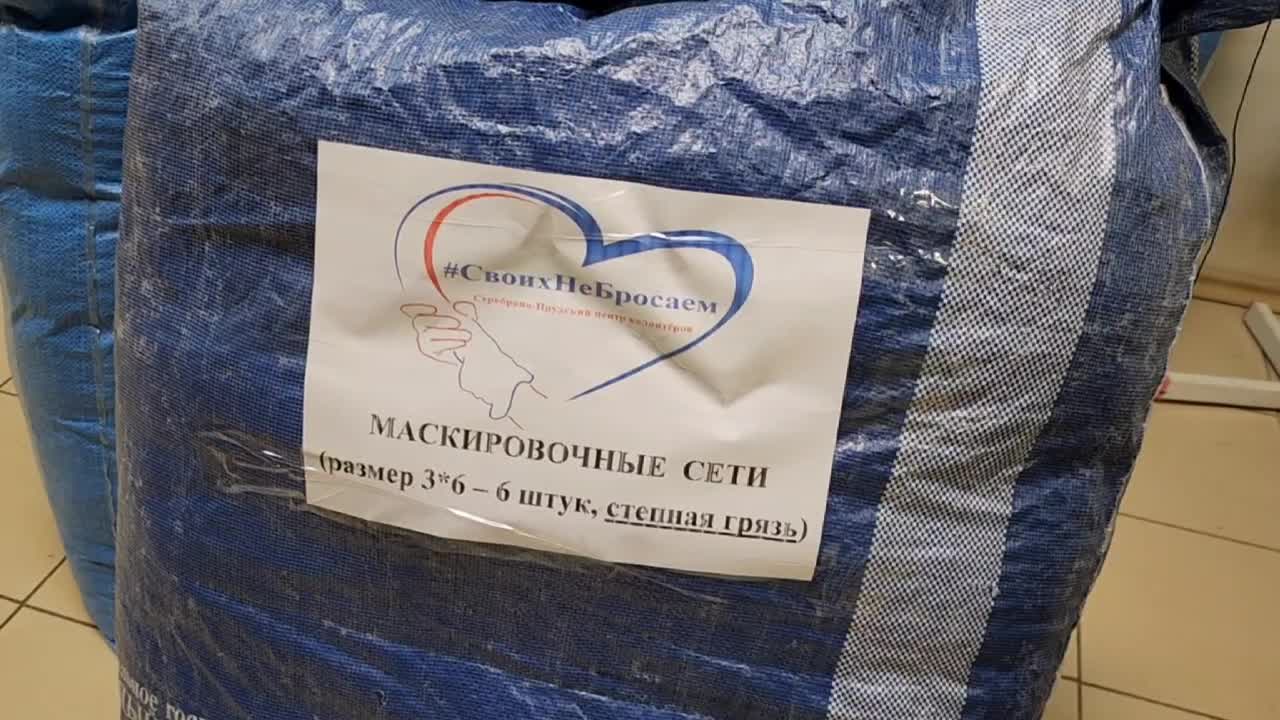 #СвоихНеБросаем
Серебряно-Прудский центр волонтёров
МАСКИРОВОЧНЫЕ СЕТИ
(размер 3*6 – 6 штук, степная грязь)